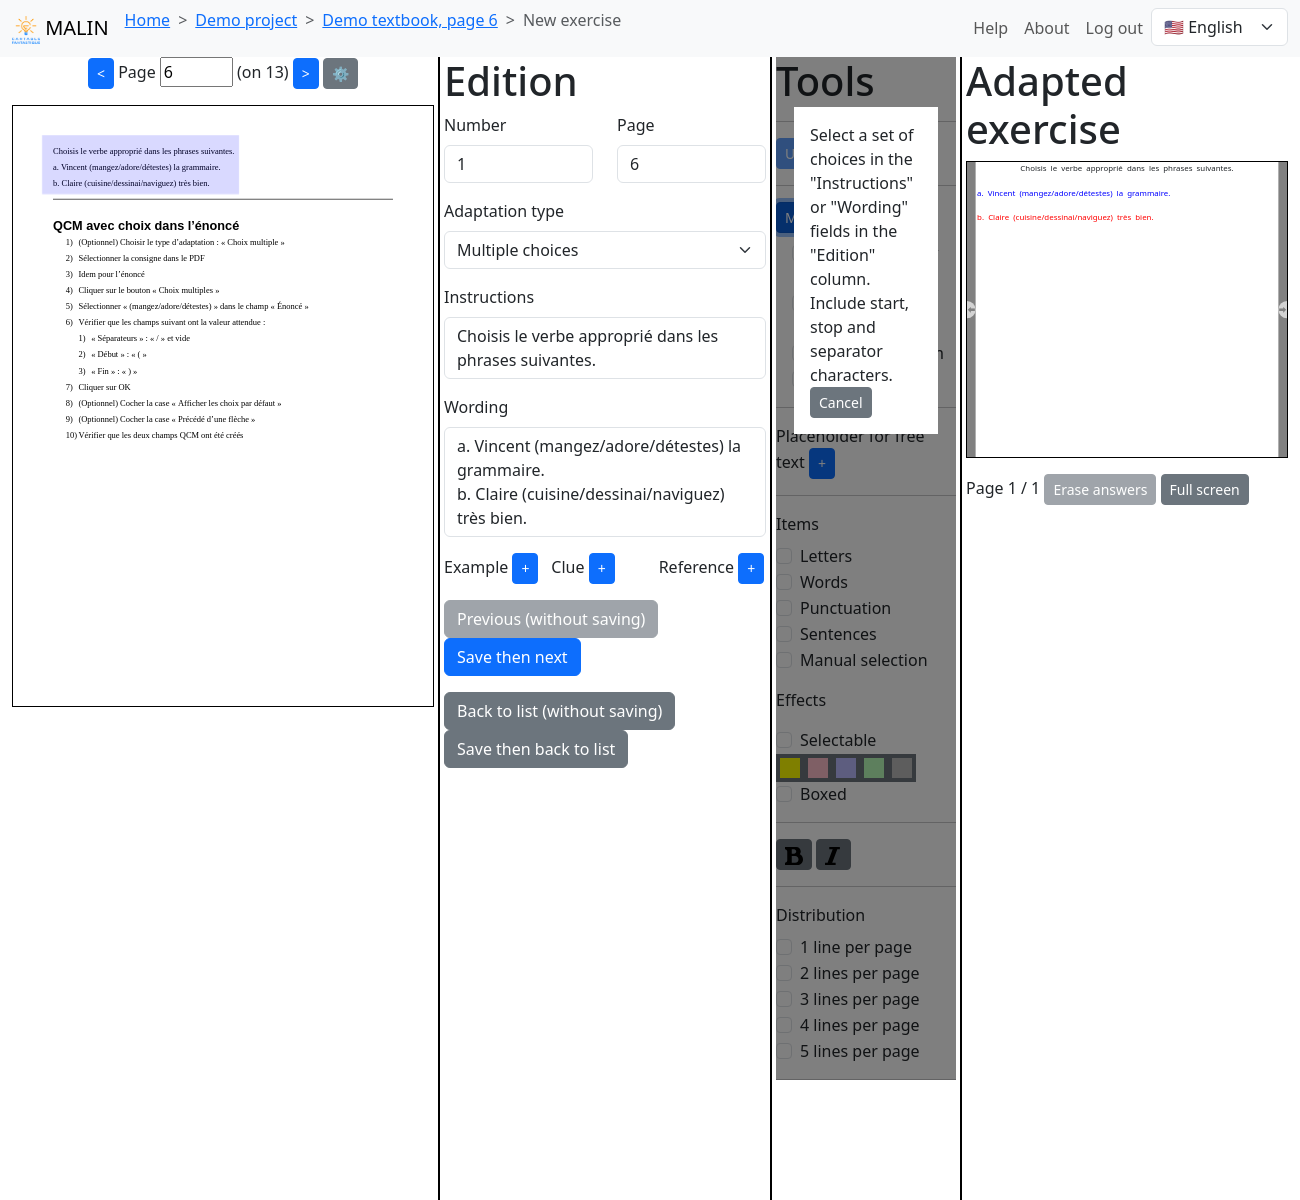 MALIN
Home > Demo project > Demo textbook, page 6 > New exercise
Help About Log out 🇺🇸 English
< Page 6 (on 13) > ⚙️
Choisis le verbe approprié dans les phrases suivantes.
a. Vincent (mangez/adore/détestes) la grammaire.
b. Claire (cuisine/dessinai/naviguez) très bien.
QCM avec choix dans l’énoncé
1) (Optionnel) Choisir le type d’adaptation : « Choix multiple »
2) Sélectionner la consigne dans le PDF
3) Idem pour l’énoncé
4) Cliquer sur le bouton « Choix multiples »
5) Sélectionner « (mangez/adore/détestes) » dans le champ « Énoncé »
6) Vérifier que les champs suivant ont la valeur attendue :
1) « Séparateurs » : « / » et vide
2) « Début » : « ( »
3) « Fin » : « ) »
7) Cliquer sur OK
8) (Optionnel) Cocher la case « Afficher les choix par défaut »
9) (Optionnel) Cocher la case « Précédé d’une flèche »
10) Vérifier que les deux champs QCM ont été créés
Edition
Number Page
1 6
Adaptation type
Multiple choices
Instructions
Choisis le verbe approprié dans les
phrases suivantes.
Wording
a. Vincent (mangez/adore/détestes) la
grammaire.
b. Claire (cuisine/dessinai/naviguez)
très bien.
Example + Clue + Reference +
Previous (without saving)
Save then next
Back to list (without saving)
Save then back to list
Tools
Select a set of
choices in the
"Instructions"
or "Wording"
fields in the
"Edition"
column.
Include start,
stop and
separator
characters.
Cancel
Placeholder for free
text +
Items
Letters
Words
Punctuation
Sentences
Manual selection
Effects
Selectable
Boxed
B I
Distribution
1 line per page
2 lines per page
3 lines per page
4 lines per page
5 lines per page
Adapted
exercise
Choisis le verbe approprié dans les phrases suivantes.
a. Vincent (mangez/adore/détestes) la grammaire.
b. Claire (cuisine/dessinai/naviguez) très bien.
Page 1 / 1 Erase answers Full screen